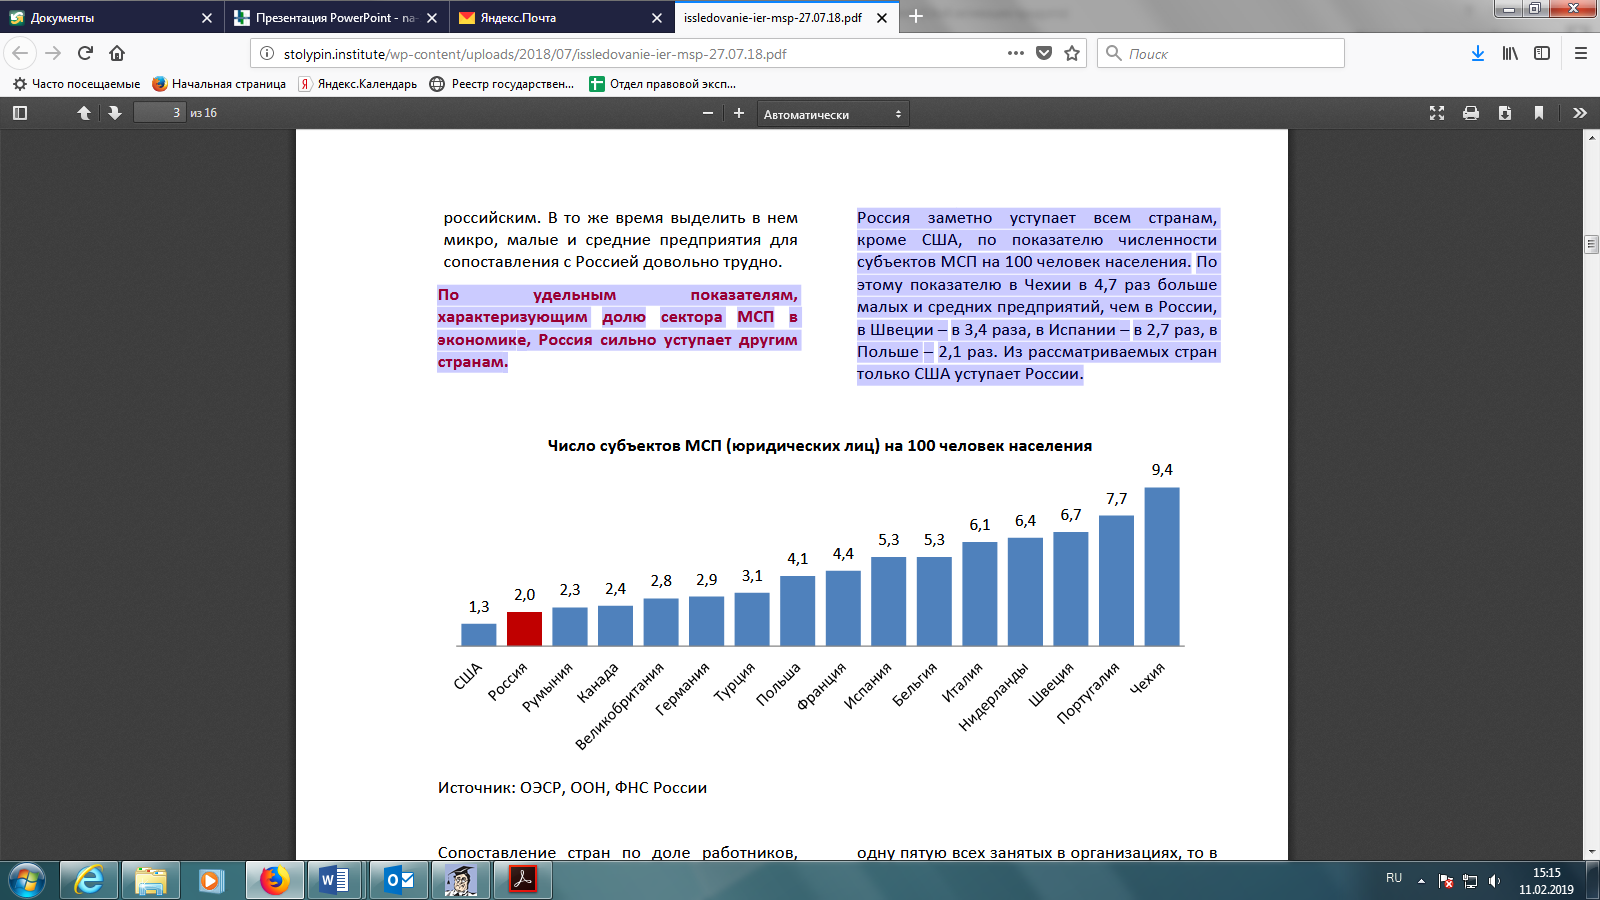 Документы
Презентация PowerPoint - na-
Яндекс.Почта
issledovanie-ier-msp-27.07.18.pdf
stolypin.institute/wp-content/uploads/2018/07/issledovanie-ier-msp-27.07.18.pdf
Поиск
Часто посещаемые
Начальная страница
Яндекс.Календарь
Реестр государствен...
Отдел правовой эксп...
3 из 16
Автоматически
российским. В то же время выделить в нем
микро, малые и средние предприятия для
сопоставления с Россией довольно трудно.
По удельным показателям,
характеризующим долю сектора МСП в
экономике, Россия сильно уступает другим
странам.
Россия заметно уступает всем странам,
кроме США, по показателю численности
субъектов МСП на 100 человек населения. По
этому показателю в Чехии в 4,7 раз больше
малых и средних предприятий, чем в России,
в Швеции – в 3,4 раза, в Испании – в 2,7 раз, в
Польше – 2,1 раз. Из рассматриваемых стран
только США уступает России.
Число субъектов МСП (юридических лиц) на 100 человек населения
1,3
2,0
2,3
2,4
2,8
2,9
3,1
4,1
4,4
5,3
5,3
6,1
6,4
6,7
7,7
9,4
США
Россия
Румыния
Канада
Великобритания
Германия
Турция
Польша
Франция
Испания
Бельгия
Италия
Нидерланды
Швеция
Португалия
Чехия
Источник: ОЭСР, ООН, ФНС России
Сопоставление стран по доле работников,
одну пятую всех занятых в организациях, то в
RU
15:15
11.02.2019